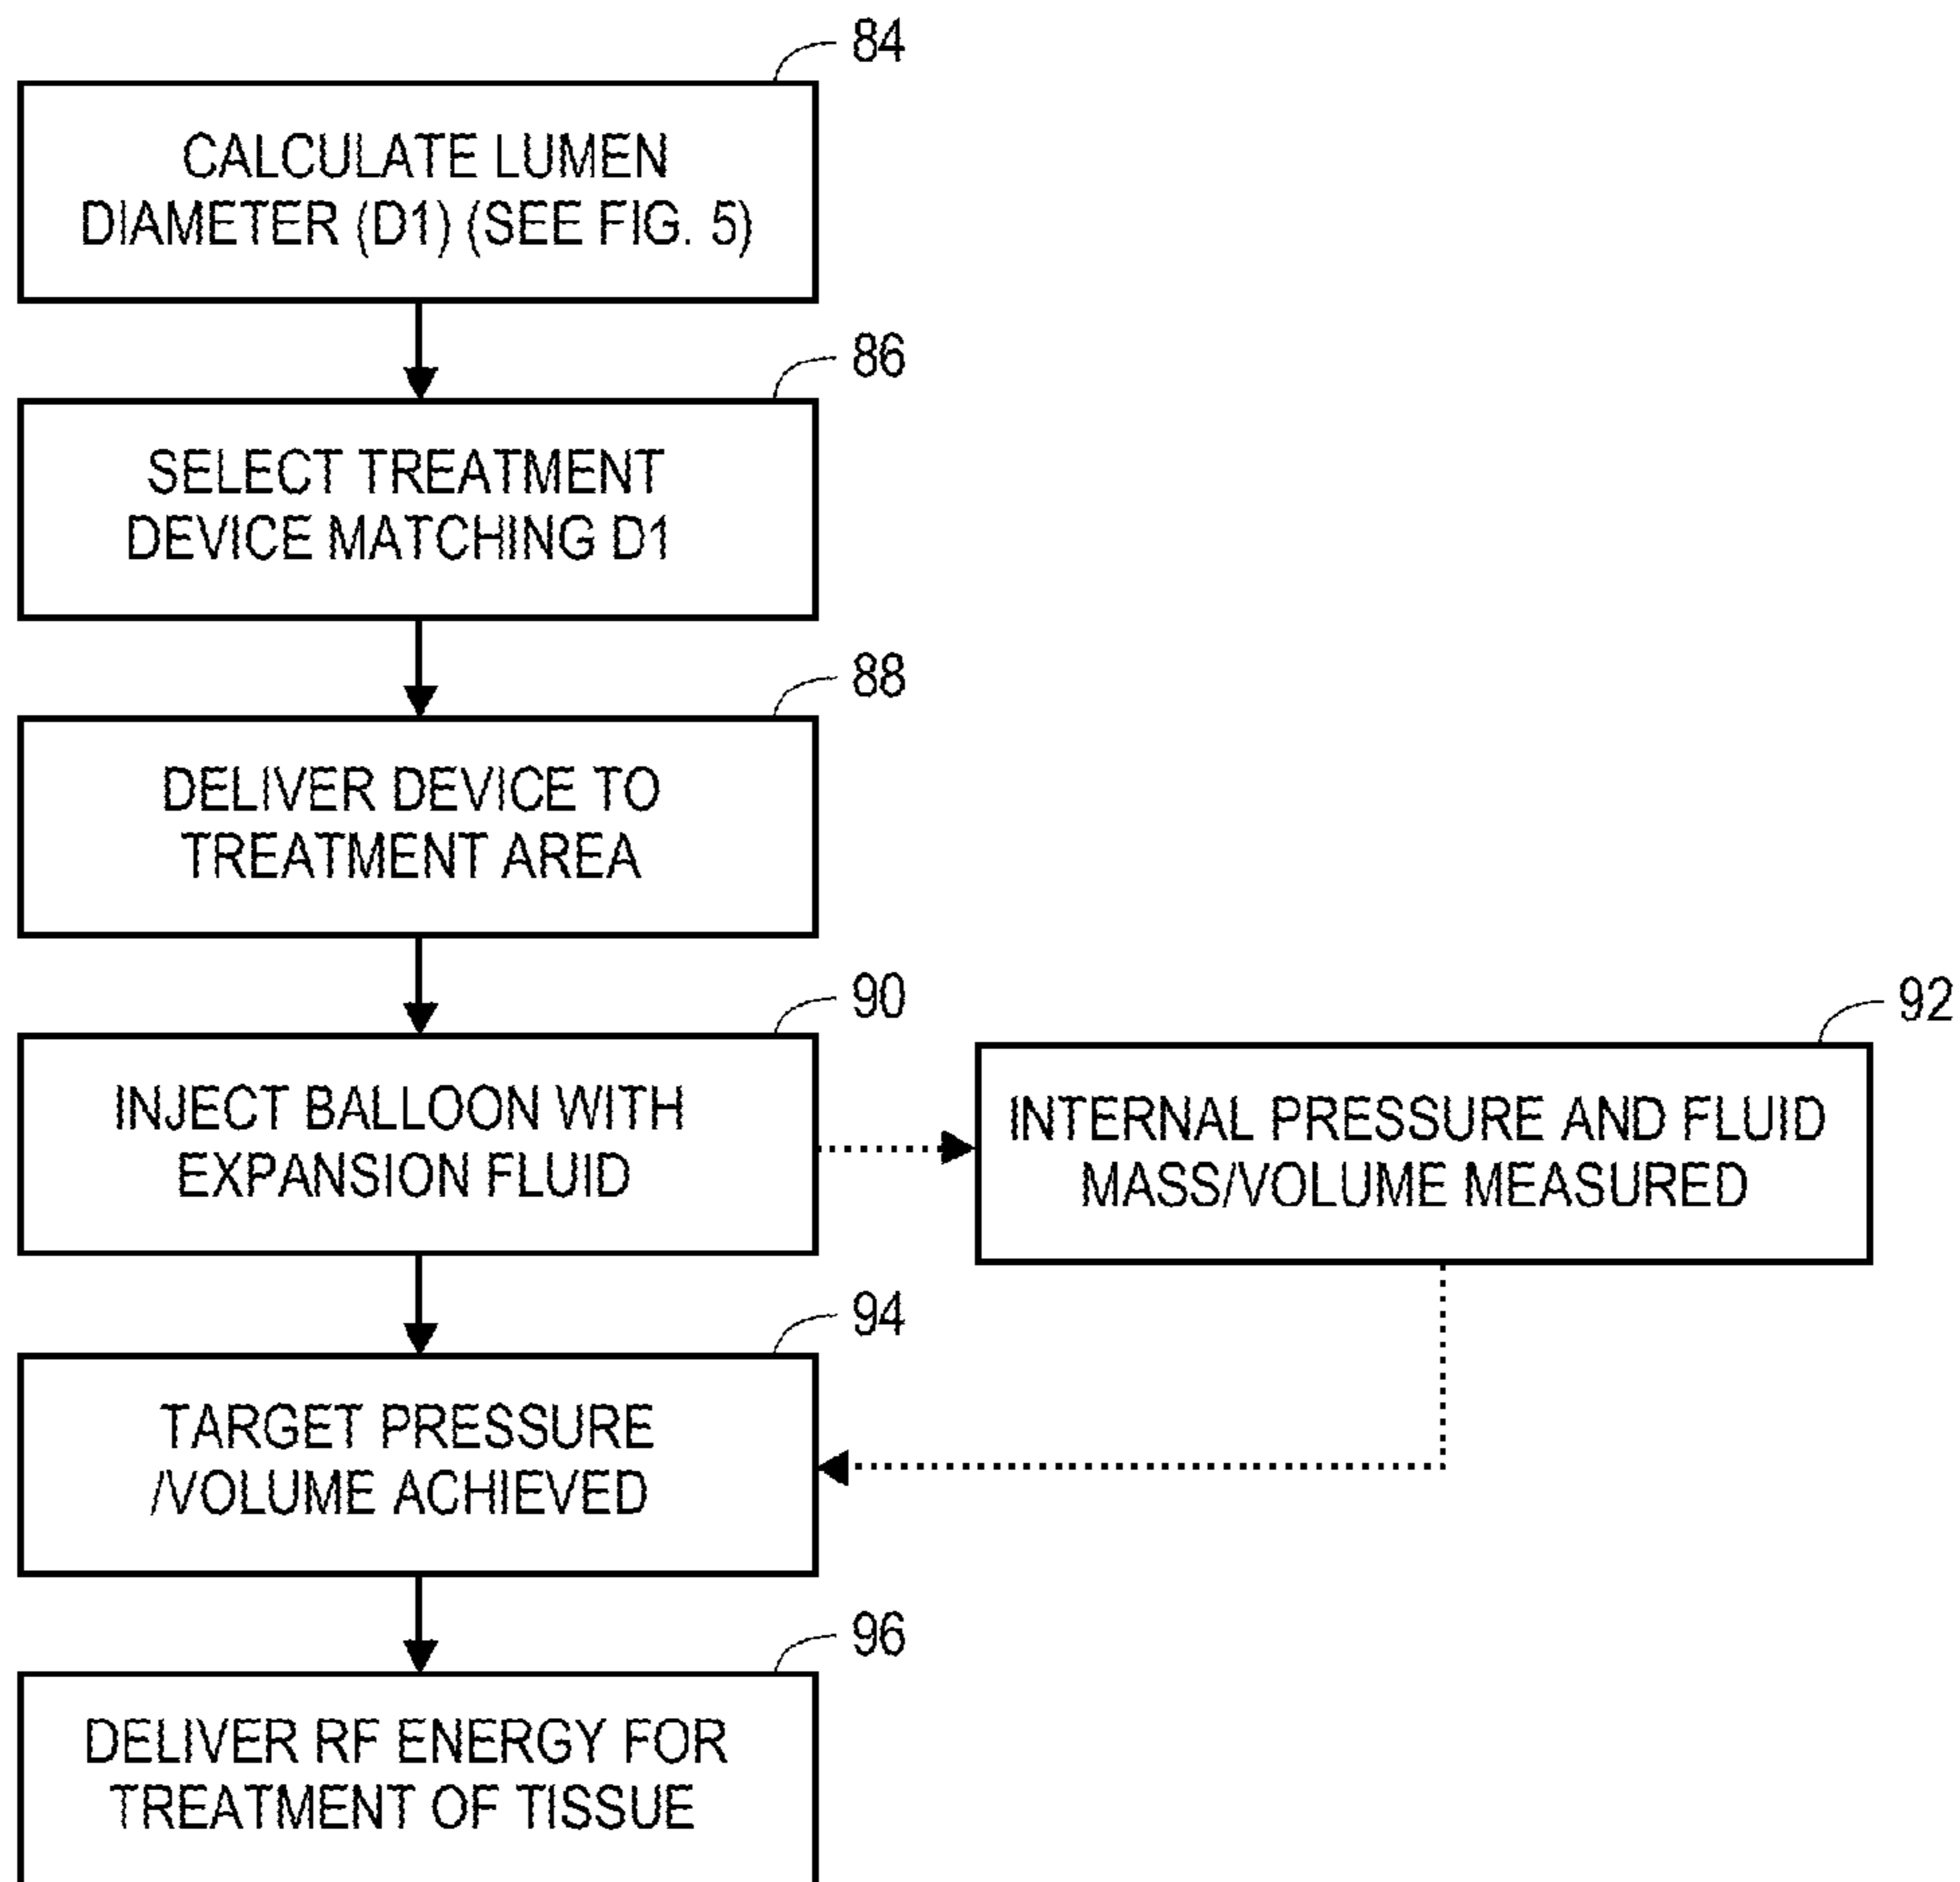 84
CALCULATE LUMEN
DIAMETER (D1) (SEE FIG. 5)
86
SELECT TREATMENT
DEVICE MATCHING D1
88
DELIVER DEVICE TO
TREATMENT AREA
90
INJECT BALLOON WITH
EXPANSION FLUID
92
INTERNAL PRESSURE AND FLUID
MASS/VOLUME MEASURED
94
TARGET PRESSURE
/VOLUME ACHIEVED
96
DELIVER RF ENERGY FOR
TREATMENT OF TISSUE